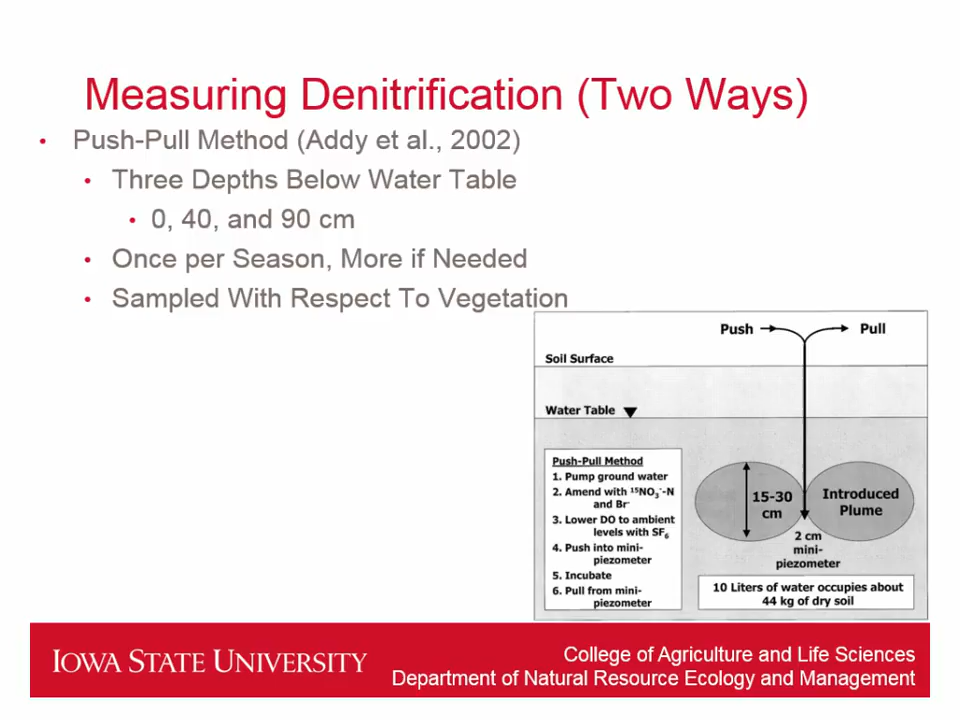 Measuring Denitrification (Two Ways)
• Push-Pull Method (Addy et al., 2002)
• Three Depths Below Water Table
• 0, 40, and 90 cm
• Once per Season, More if Needed
• Sampled With Respect To Vegetation
Push
Pull
Soil Surface
Water Table
Push-Pull Method
1. Pump ground water
2. Amend with ¹⁵NO₃⁻-N
and Br⁻
3. Lower DO to ambient
levels with SF₆
4. Push into mini-
piezometer
5. Incubate
6. Pull from mini-
piezometer
15-30
cm
Introduced
Plume
2 cm
mini-
piezometer
10 Liters of water occupies about
44 kg of dry soil
IOWA STATE UNIVERSITY
College of Agriculture and Life Sciences
Department of Natural Resource Ecology and Management